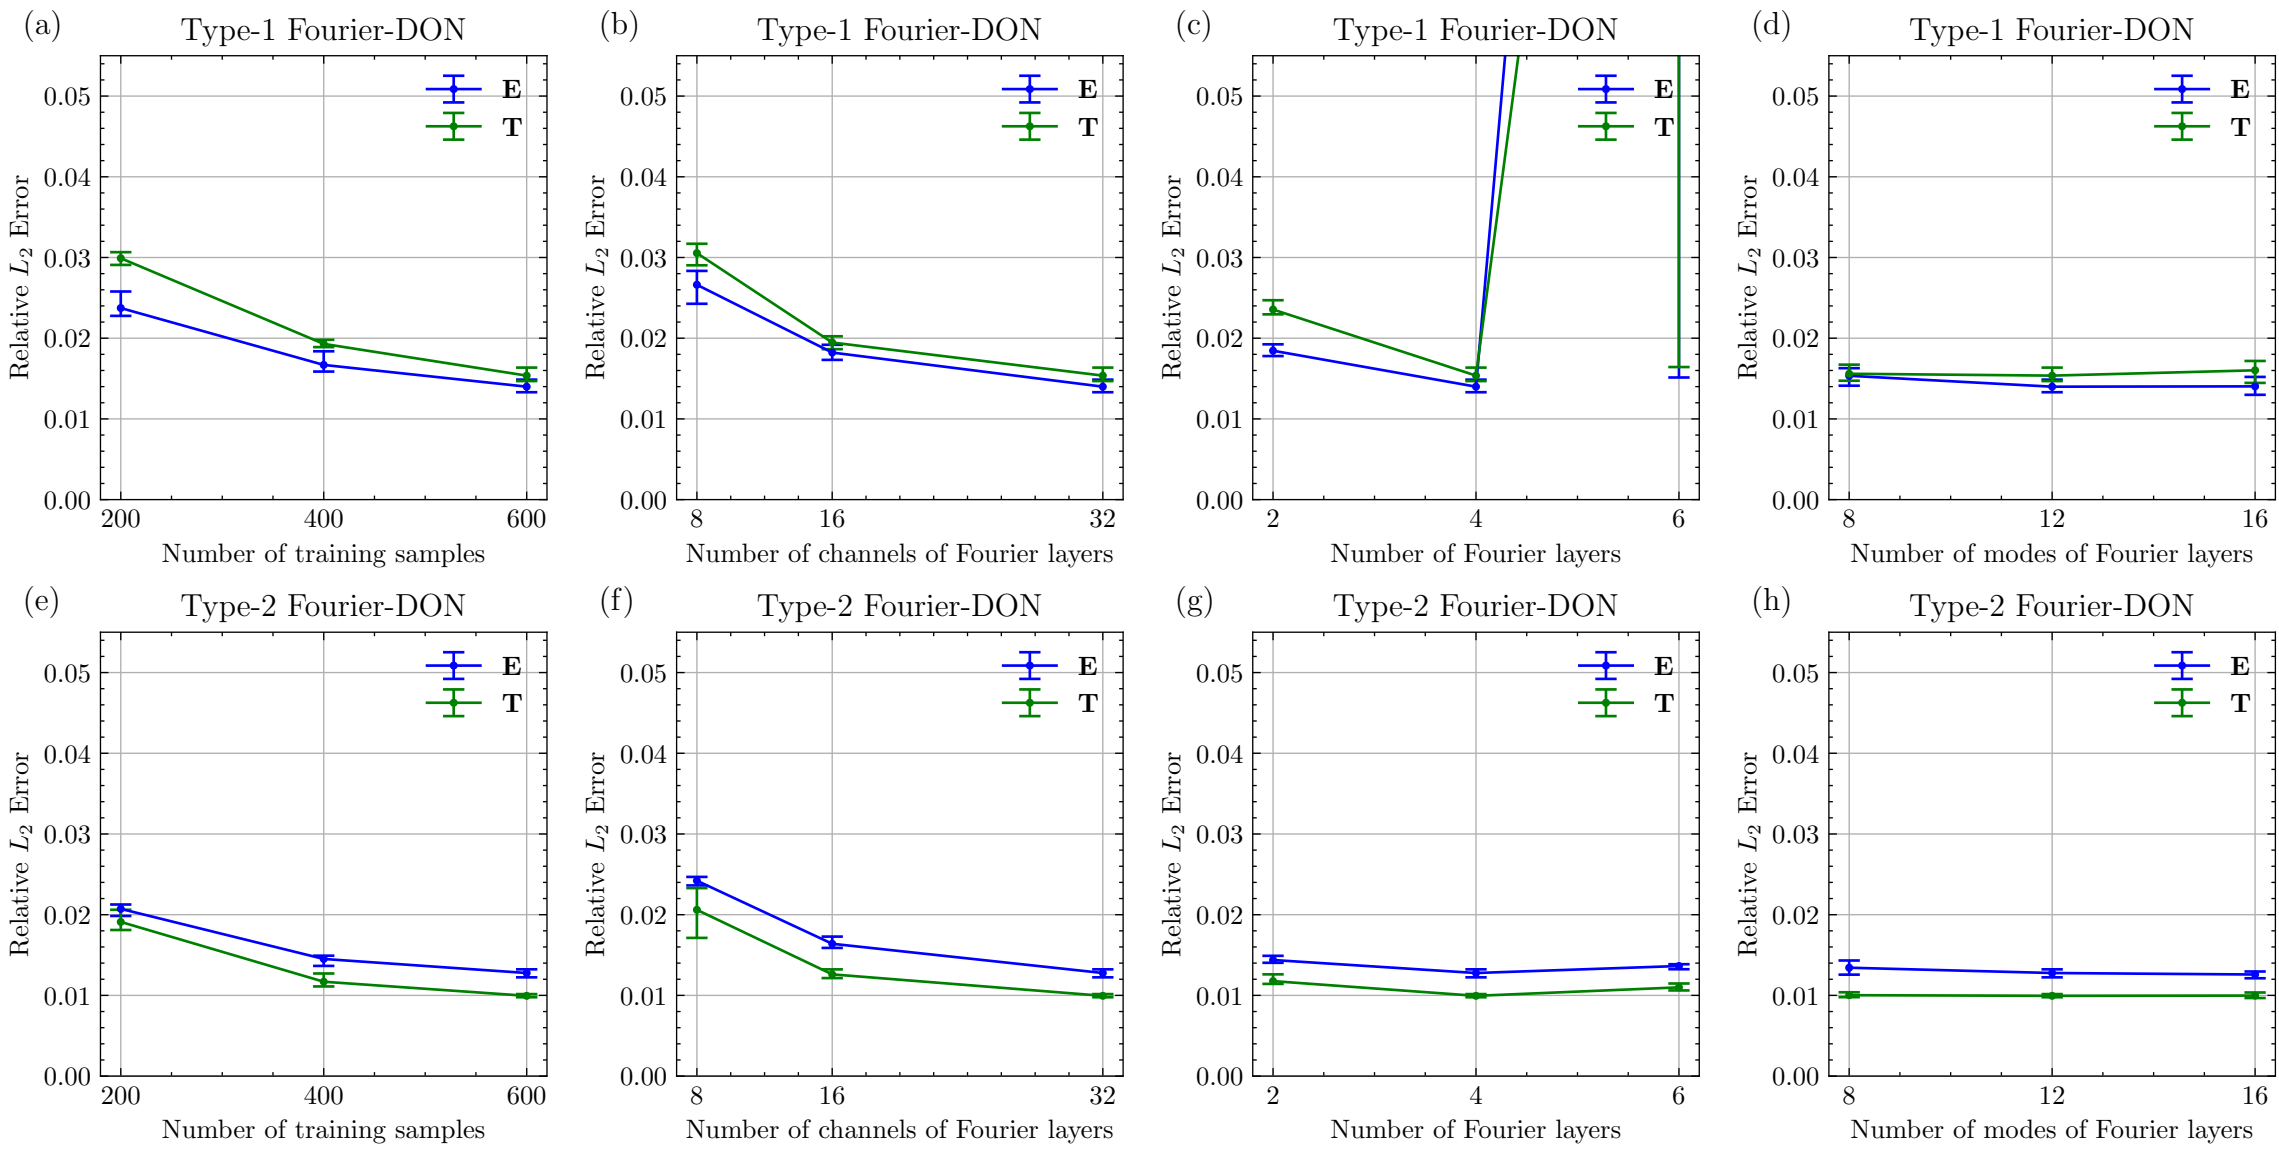 (a) Type-1 Fourier-DON
Relative L₂ Error
0.05
0.04
0.03
0.02
0.01
0.00
E
T
200 400 600
Number of training samples
(b) Type-1 Fourier-DON
Relative L₂ Error
0.05
0.04
0.03
0.02
0.01
0.00
E
T
8 16 32
Number of channels of Fourier layers
(c) Type-1 Fourier-DON
Relative L₂ Error
0.05
0.04
0.03
0.02
0.01
0.00
E
T
2 4 6
Number of Fourier layers
(d) Type-1 Fourier-DON
Relative L₂ Error
0.05
0.04
0.03
0.02
0.01
0.00
E
T
8 12 16
Number of modes of Fourier layers
(e) Type-2 Fourier-DON
Relative L₂ Error
0.05
0.04
0.03
0.02
0.01
0.00
E
T
200 400 600
Number of training samples
(f) Type-2 Fourier-DON
Relative L₂ Error
0.05
0.04
0.03
0.02
0.01
0.00
E
T
8 16 32
Number of channels of Fourier layers
(g) Type-2 Fourier-DON
Relative L₂ Error
0.05
0.04
0.03
0.02
0.01
0.00
E
T
2 4 6
Number of Fourier layers
(h) Type-2 Fourier-DON
Relative L₂ Error
0.05
0.04
0.03
0.02
0.01
0.00
E
T
8 12 16
Number of modes of Fourier layers